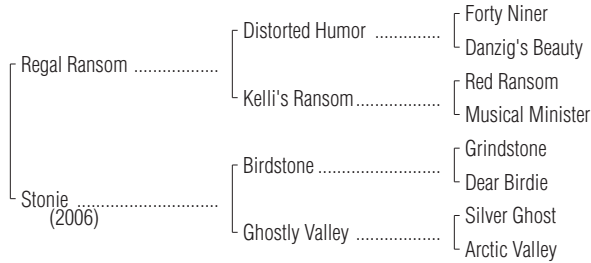 Forty Niner
Distorted Humor ..............
Danzig's Beauty
Regal Ransom ..................
Red Ransom
Kelli's Ransom..................
Musical Minister
Grindstone
Birdstone ..........................
Dear Birdie
Stonie ..............................
(2006)
Silver Ghost
Ghostly Valley ..................
Arctic Valley